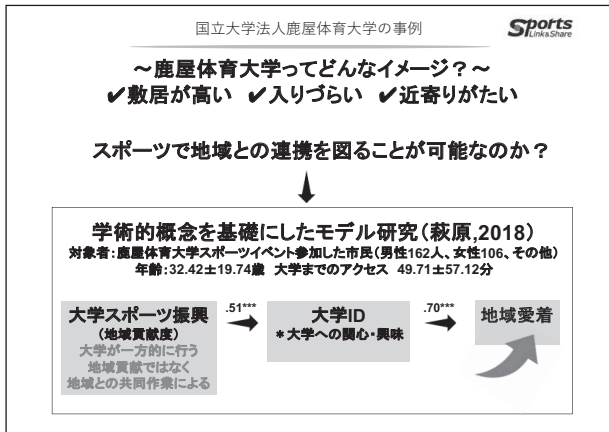 国立大学法人鹿屋体育大学の事例
Sports
Link&Share
～鹿屋体育大学ってどんなイメージ？～
✔敷居が高い ✔入りづらい ✔近寄りがたい
スポーツで地域との連携を図ることが可能なのか？
学術的概念を基礎にしたモデル研究（萩原,2018）
対象者：鹿屋体育大学スポーツイベント参加した市民（男性162人、女性106、その他）
年齢：32.42±19.74歳 大学までのアクセス 49.71±57.12分
大学スポーツ振興
（地域貢献度）
大学が一方的に行う
地域貢献ではなく
地域との共同作業による
.51***
大学ID
＊大学への関心・興味
.70***
地域愛着